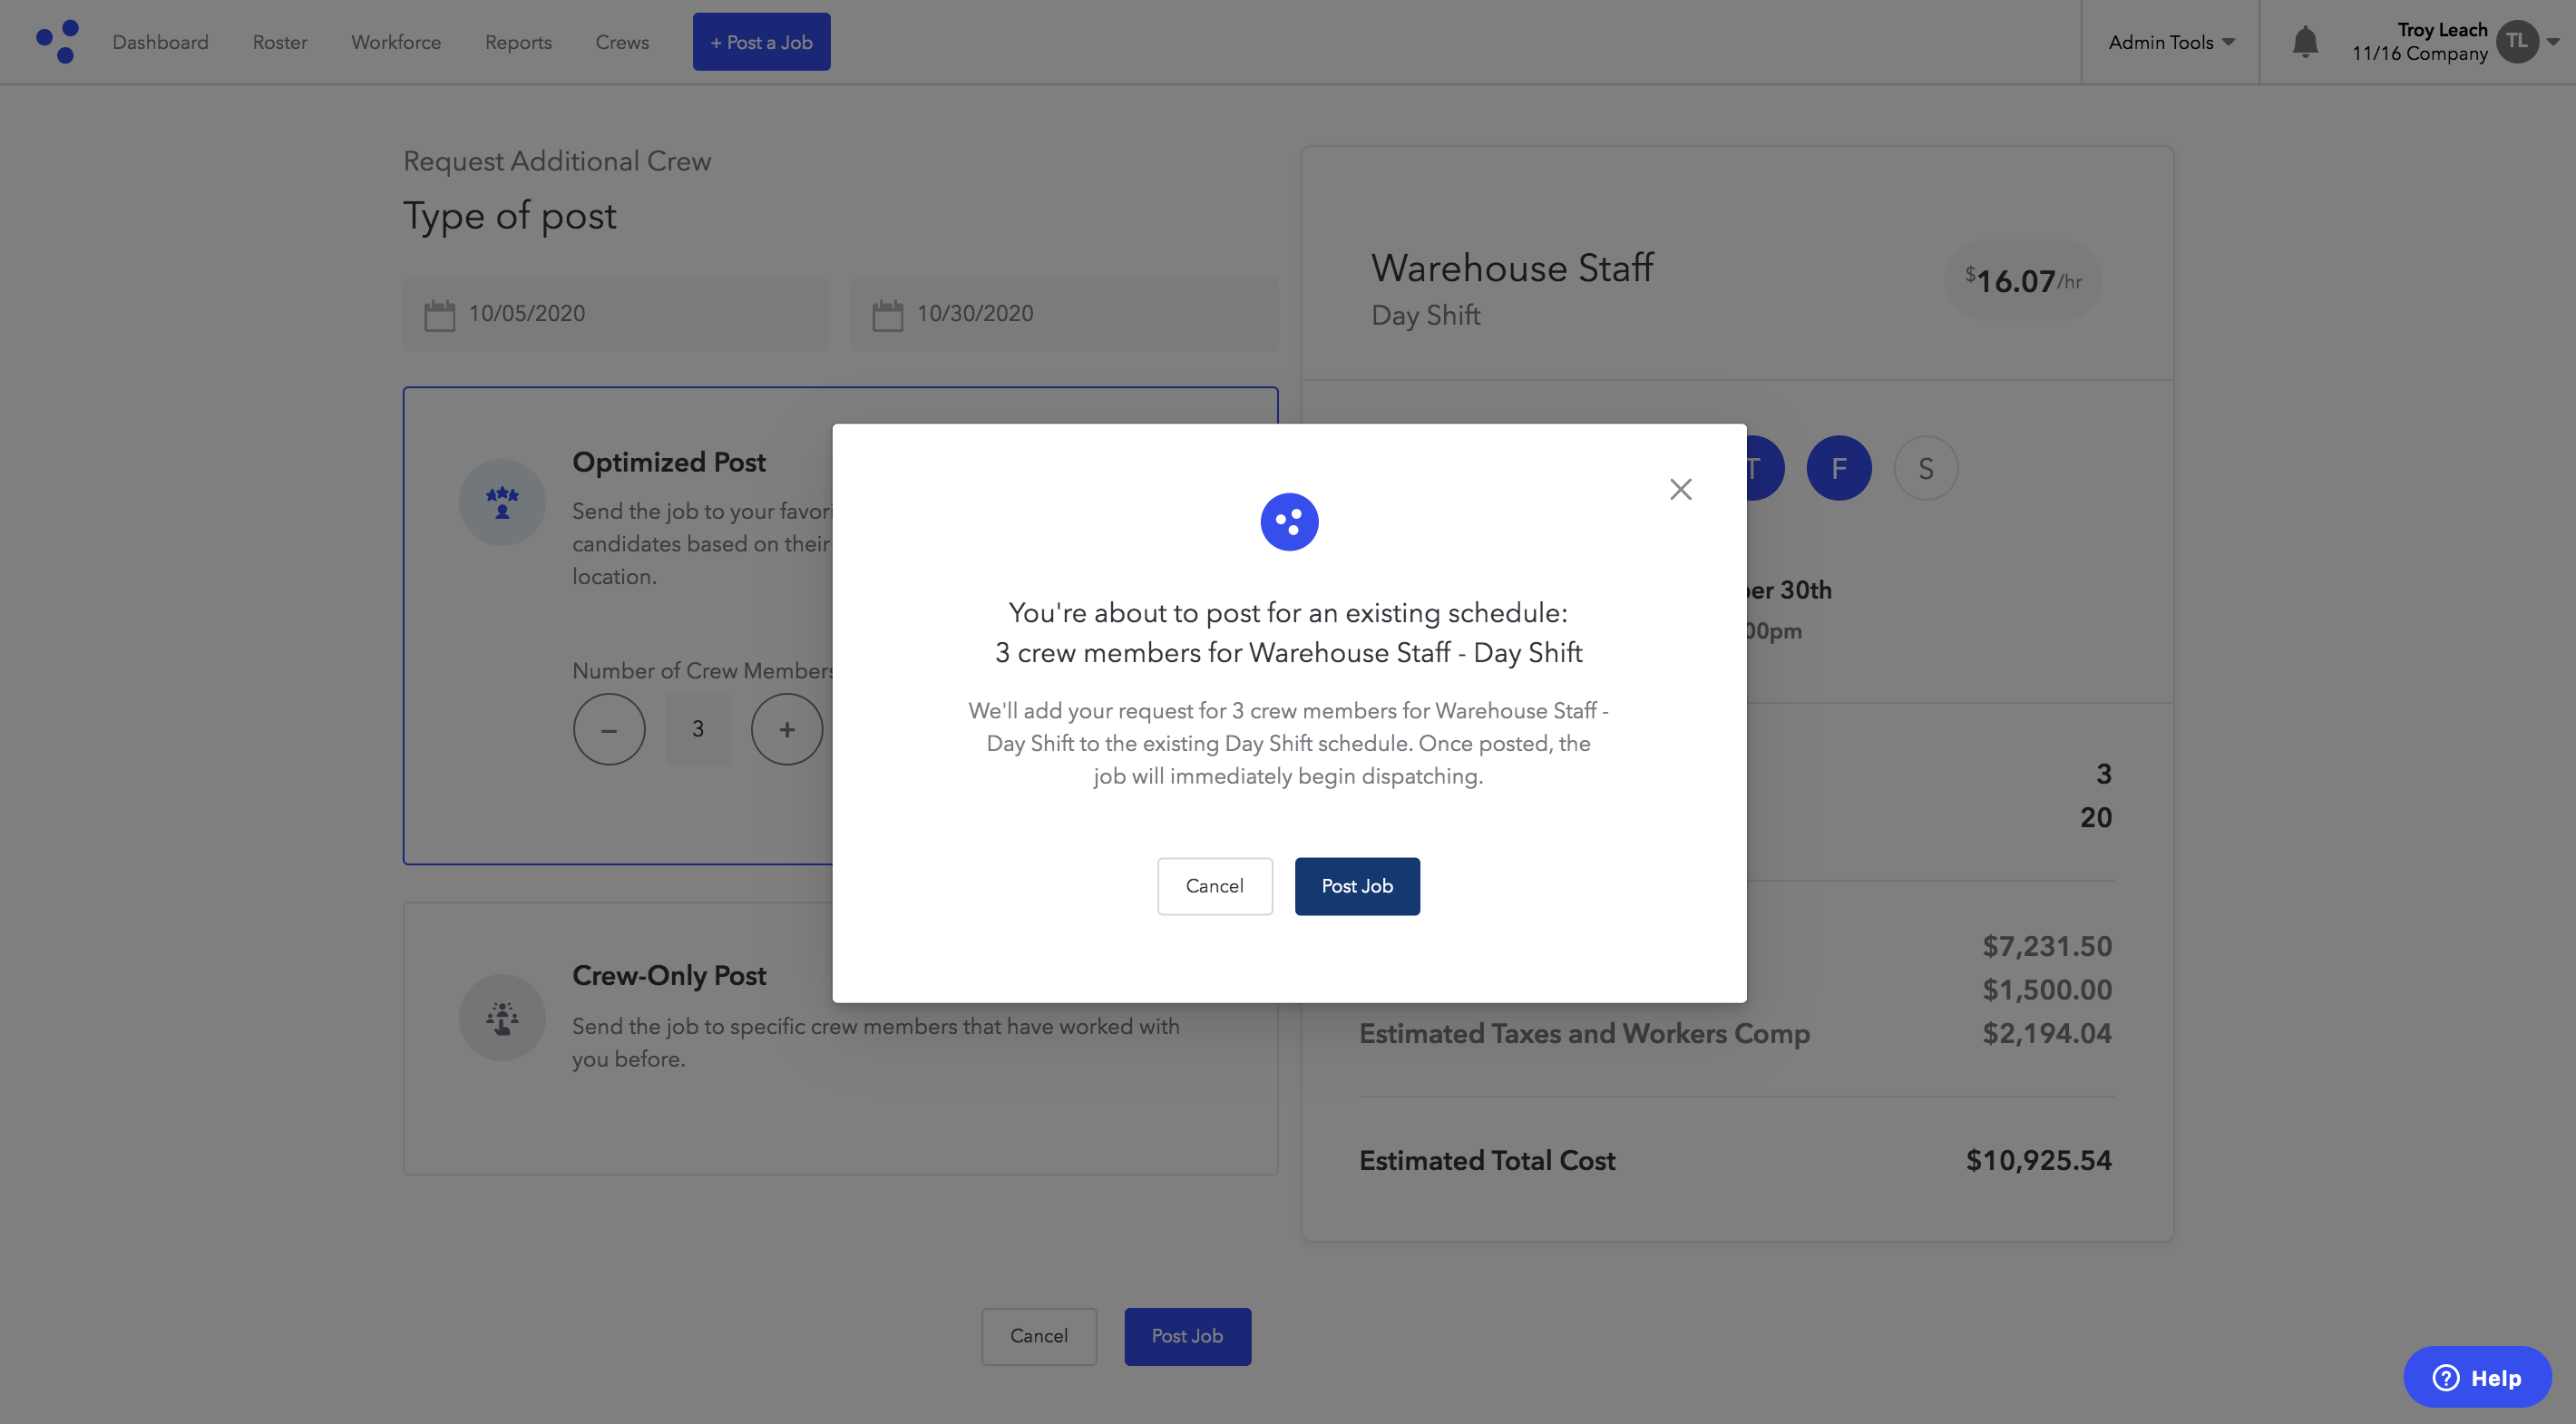 Dashboard
Roster
Workforce
Reports
Crews
+ Post a Job
Admin Tools
Troy Leach
11/16 Company
TL
Request Additional Crew
Type of post
10/05/2020
10/30/2020
Optimized Post
Send the job to your
candidates based on their
location.
Number of Crew Members
–
3
+
Crew-Only Post
Send the job to specific crew members that have worked with
you before.
Cancel
Post Job
Warehouse Staff
Day Shift
$16.07/hr
T
F
S
30th
00pm
3
20
$7,231.50
$1,500.00
Estimated Taxes and Workers Comp
$2,194.04
Estimated Total Cost
$10,925.54
You're about to post for an existing schedule:
3 crew members for Warehouse Staff - Day Shift
We'll add your request for 3 crew members for Warehouse Staff -
Day Shift to the existing Day Shift schedule. Once posted, the
job will immediately begin dispatching.
Cancel
Post Job
? Help